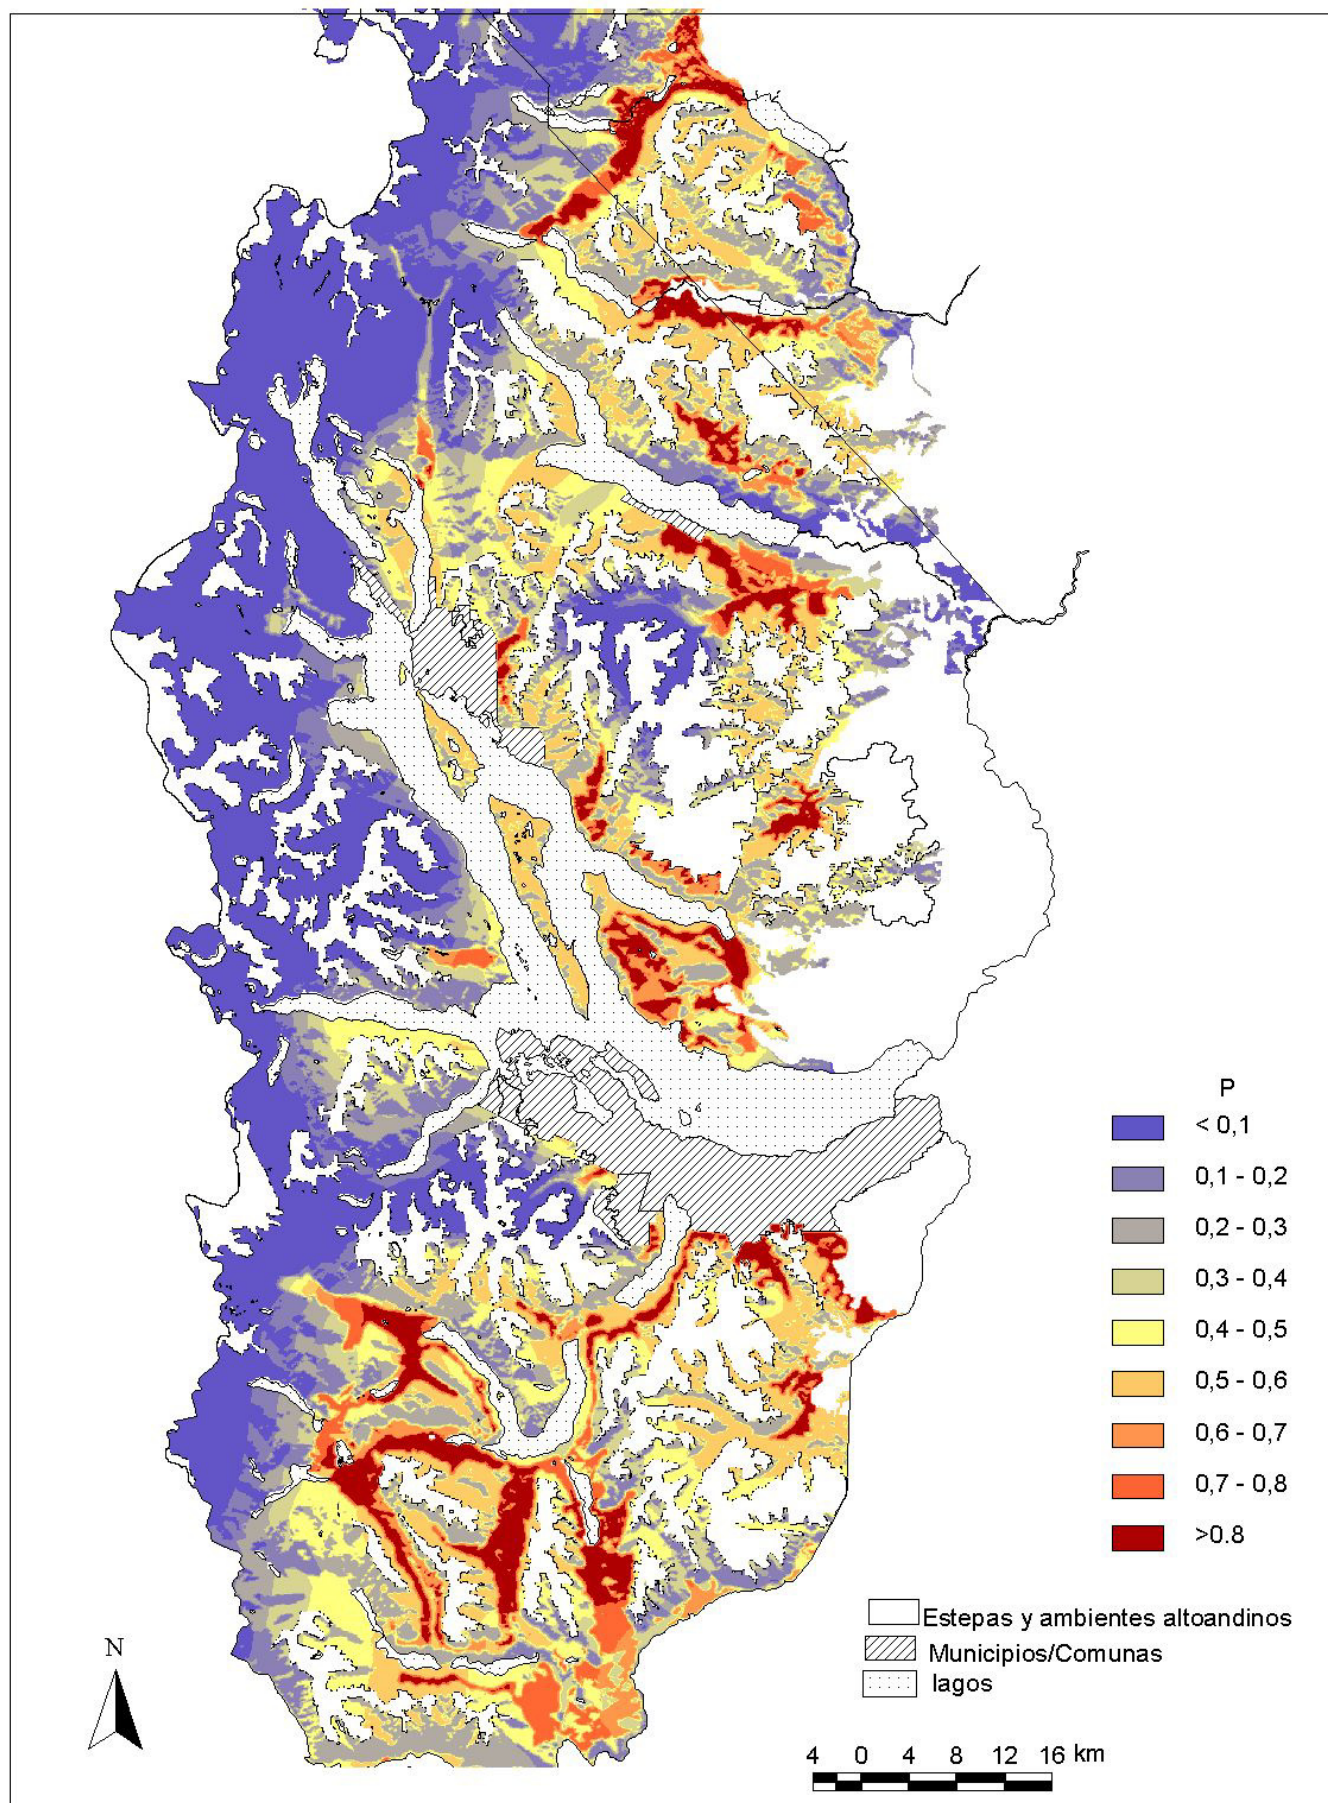 P
< 0,1
0,1 - 0,2
0,2 - 0,3
0,3 - 0,4
0,4 - 0,5
0,5 - 0,6
0,6 - 0,7
0,7 - 0,8
>0.8
Estepas y ambientes altoandinos
Municipios/Comunas
lagos
N
4 0 4 8 12 16 km